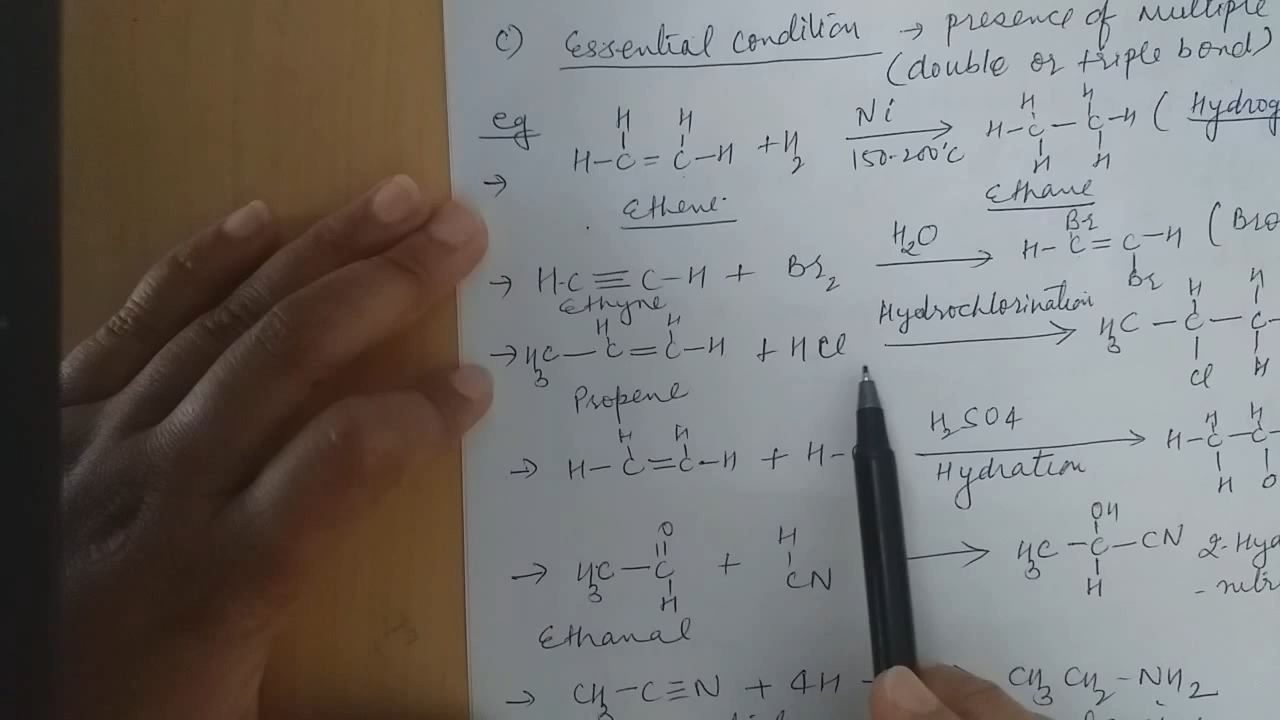 c) Essential Condition → presence of Multiple
(double or triple bond)
eg
H H
H-C=C-H + H2 Ni 150-200°C H-C-C-H (Hydrog
H H
H H
→ Ethene. Ethane
→ H-C≡C-H + Br2 H2O → H-C=C-H (Bro
Br
Br
Ethyne
→ H3C-C=C-H + HCl Hydrochlorination → H3C-C-C-
H H
H H
Cl H
Propene
→ H-C=C-H + H- H2SO4 Hydration → H-C-C-
H H
H H
H O
→ H3C-C + H → H3C-C-CN 2-Hyd
O
H
CN
OH
H
- nitr
Ethanal
→ CH3-C≡N + 4H - CH3CH2-NH2